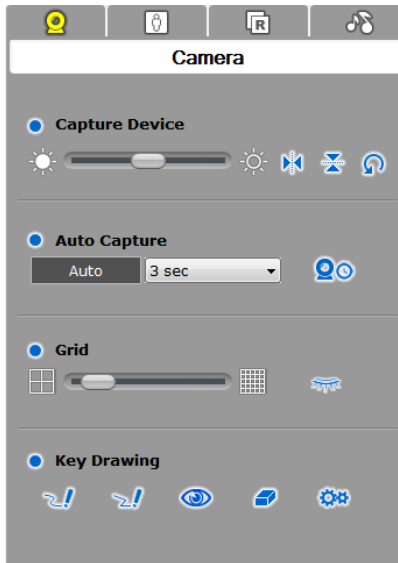 R
Camera
Capture Device
Auto Capture
Auto
3 sec
Grid
Key Drawing